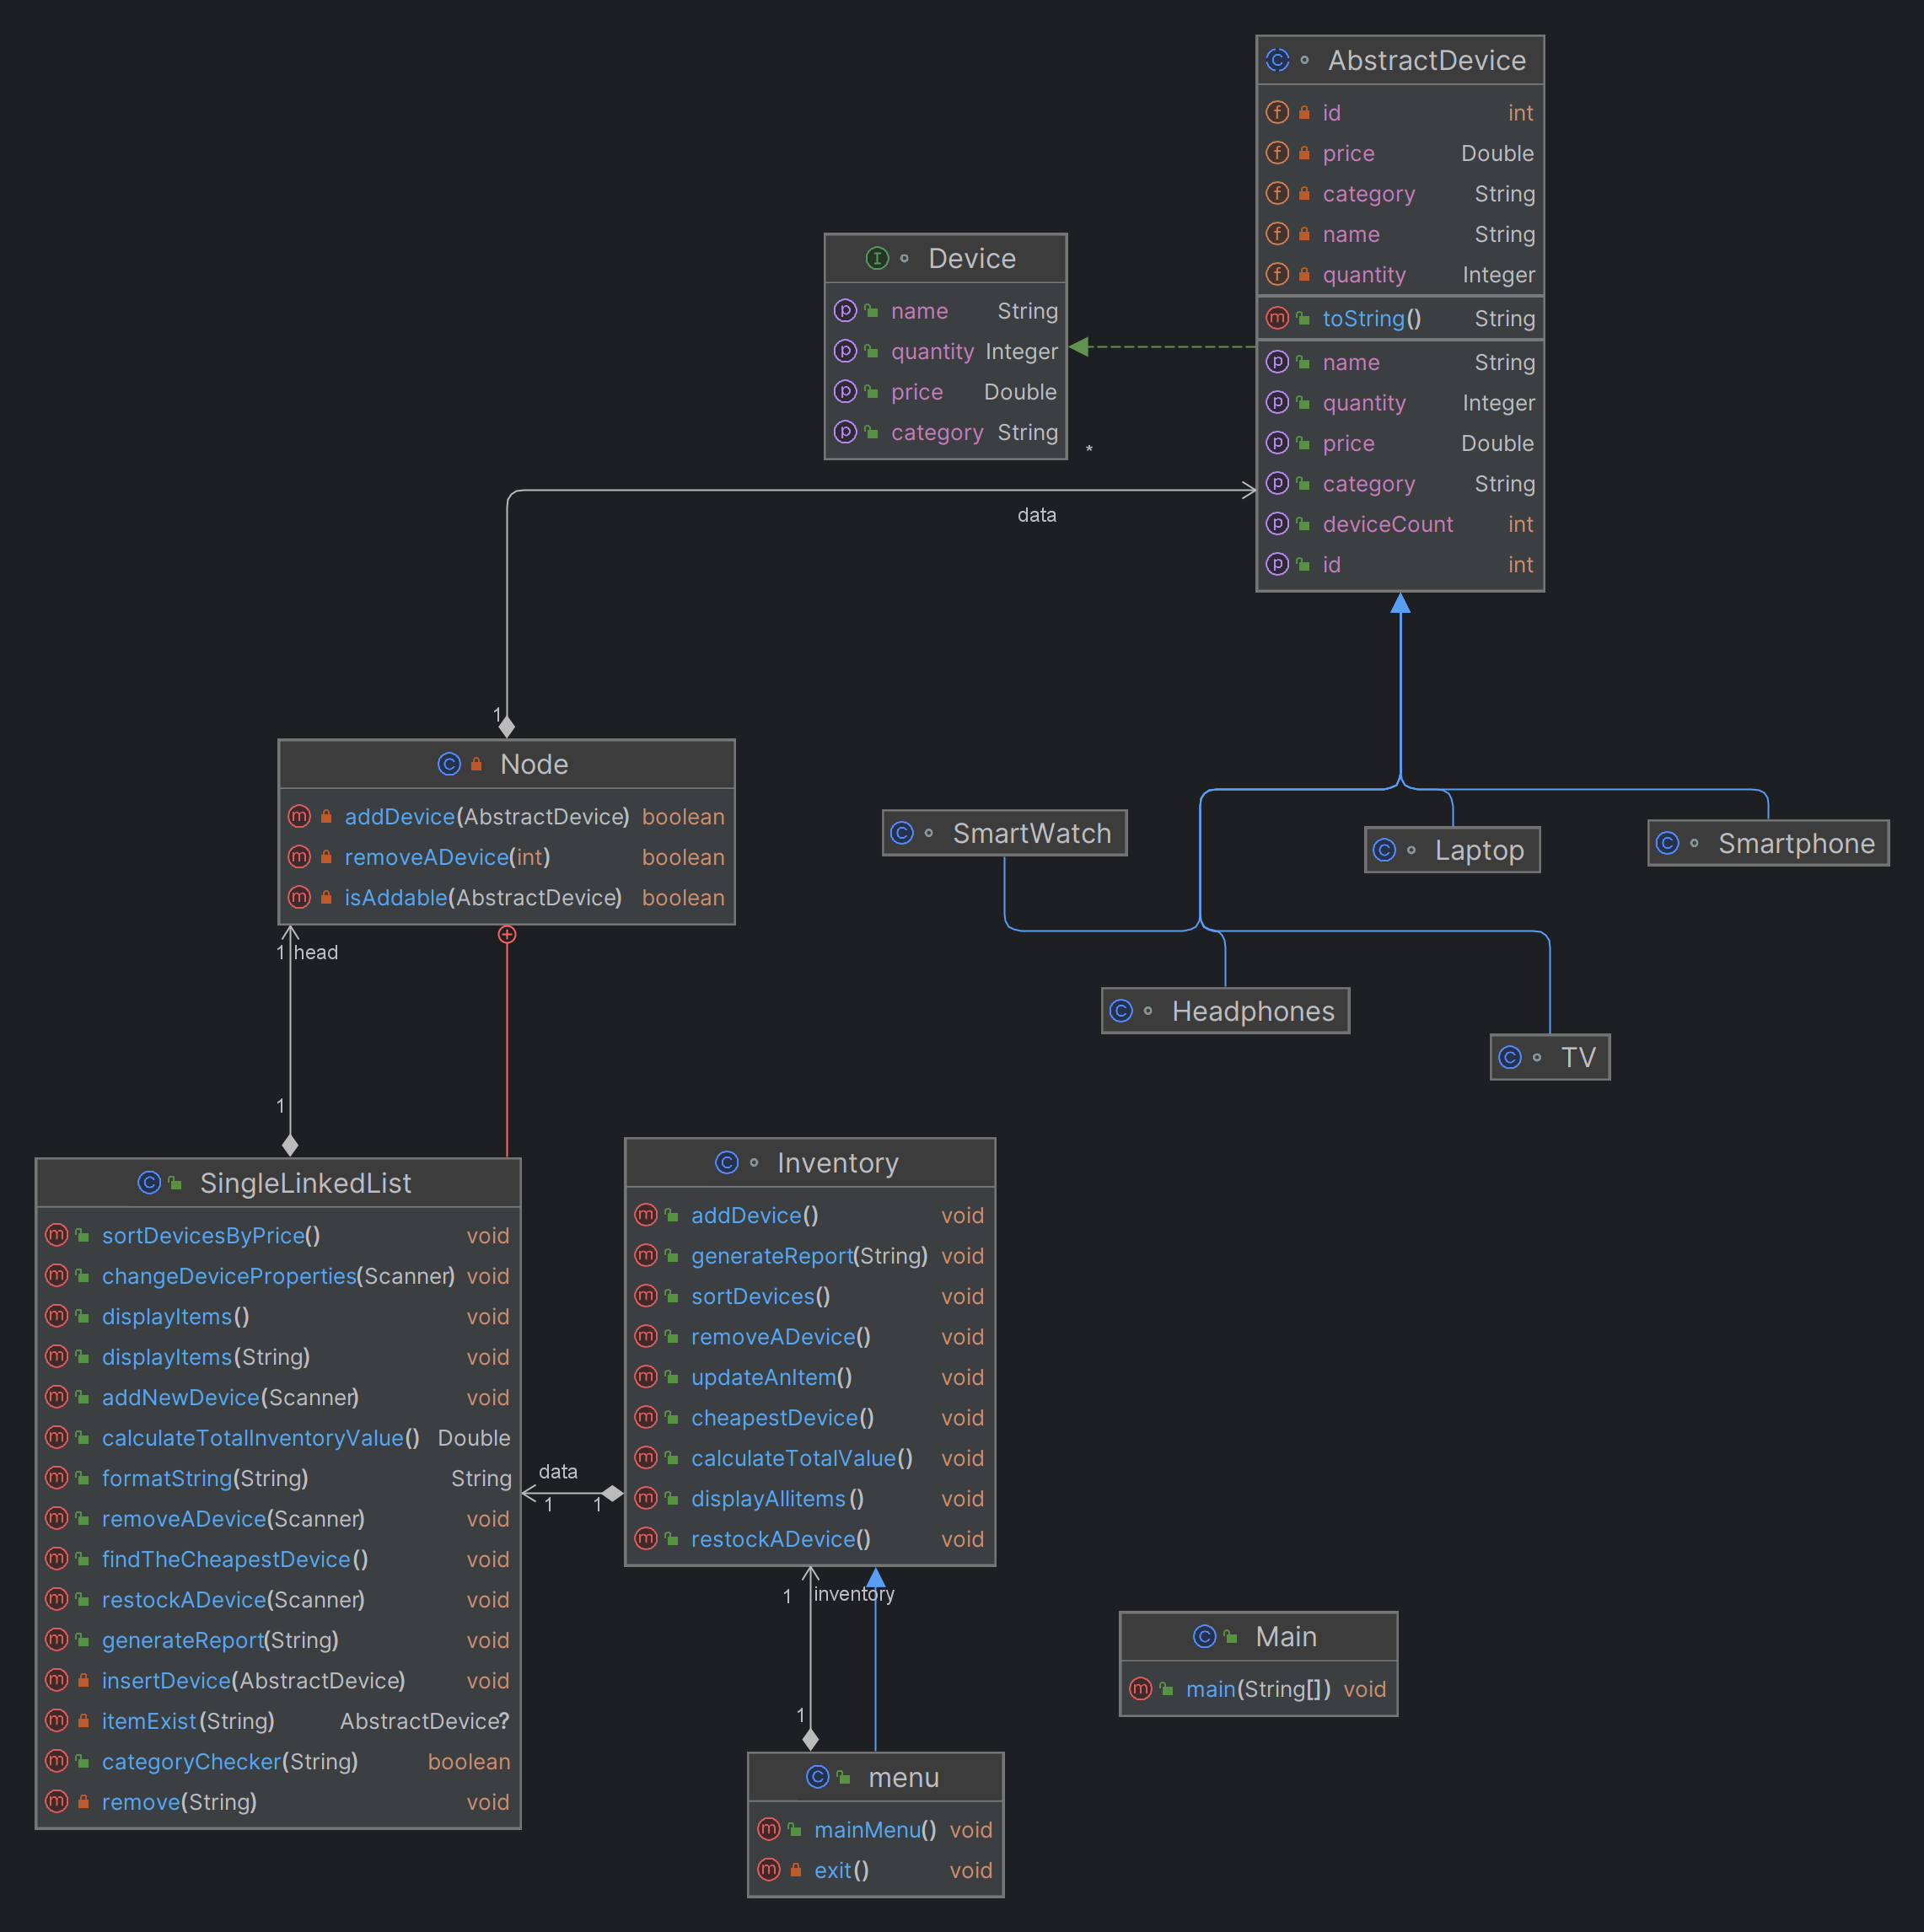 AbstractDevice
id int
price Double
category String
name String
quantity Integer
toString() String
name String
quantity Integer
price Double
category String
deviceCount int
id int
Device
name String
quantity Integer
price Double
category String
*
data
1
Node
addDevice(AbstractDevice) boolean
removeADevice(int) boolean
isAddable(AbstractDevice) boolean
1 head
1
SmartWatch
Laptop
Smartphone
Headphones
TV
SingleLinkedList
sortDevicesByPrice() void
changeDeviceProperties(Scanner) void
displayItems() void
displayItems(String) void
addNewDevice(Scanner) void
calculateTotalInventoryValue() Double
formatString(String) String
removeADevice(Scanner) void
findTheCheapestDevice() void
restockADevice(Scanner) void
generateReport(String) void
insertDevice(AbstractDevice) void
itemExist(String) AbstractDevice?
categoryChecker(String) boolean
remove(String) void
data
1 1
Inventory
addDevice() void
generateReport(String) void
sortDevices() void
removeADevice() void
updateAnItem() void
cheapestDevice() void
calculateTotalValue() void
displayAllitems() void
restockADevice() void
1 inventory
1
menu
mainMenu() void
exit() void
Main
main(String[]) void